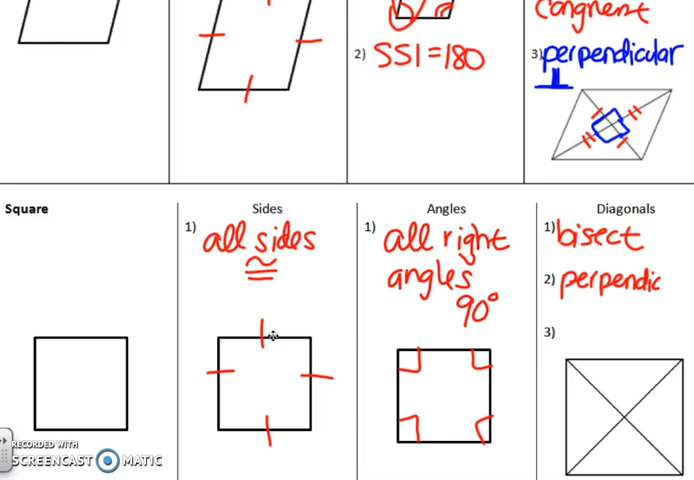 congruent
2) SSI=180
3) perpendicular
⊥
Square
Sides
1) all sides
≅
Angles
1) all right
angles
90°
Diagonals
1) bisect
2) perpendic
3)
RECORDED WITH
SCREENCAST MATIC